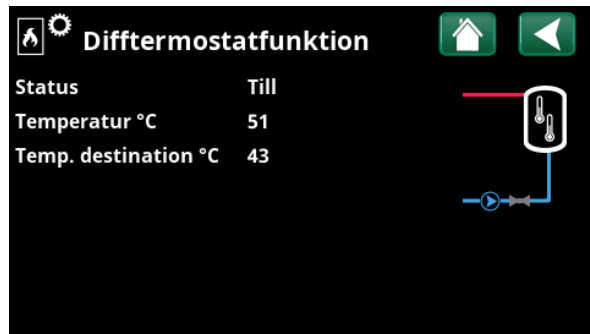 Difftermostatfunktion
Status Till
Temperatur °C 51
Temp. destination °C 43